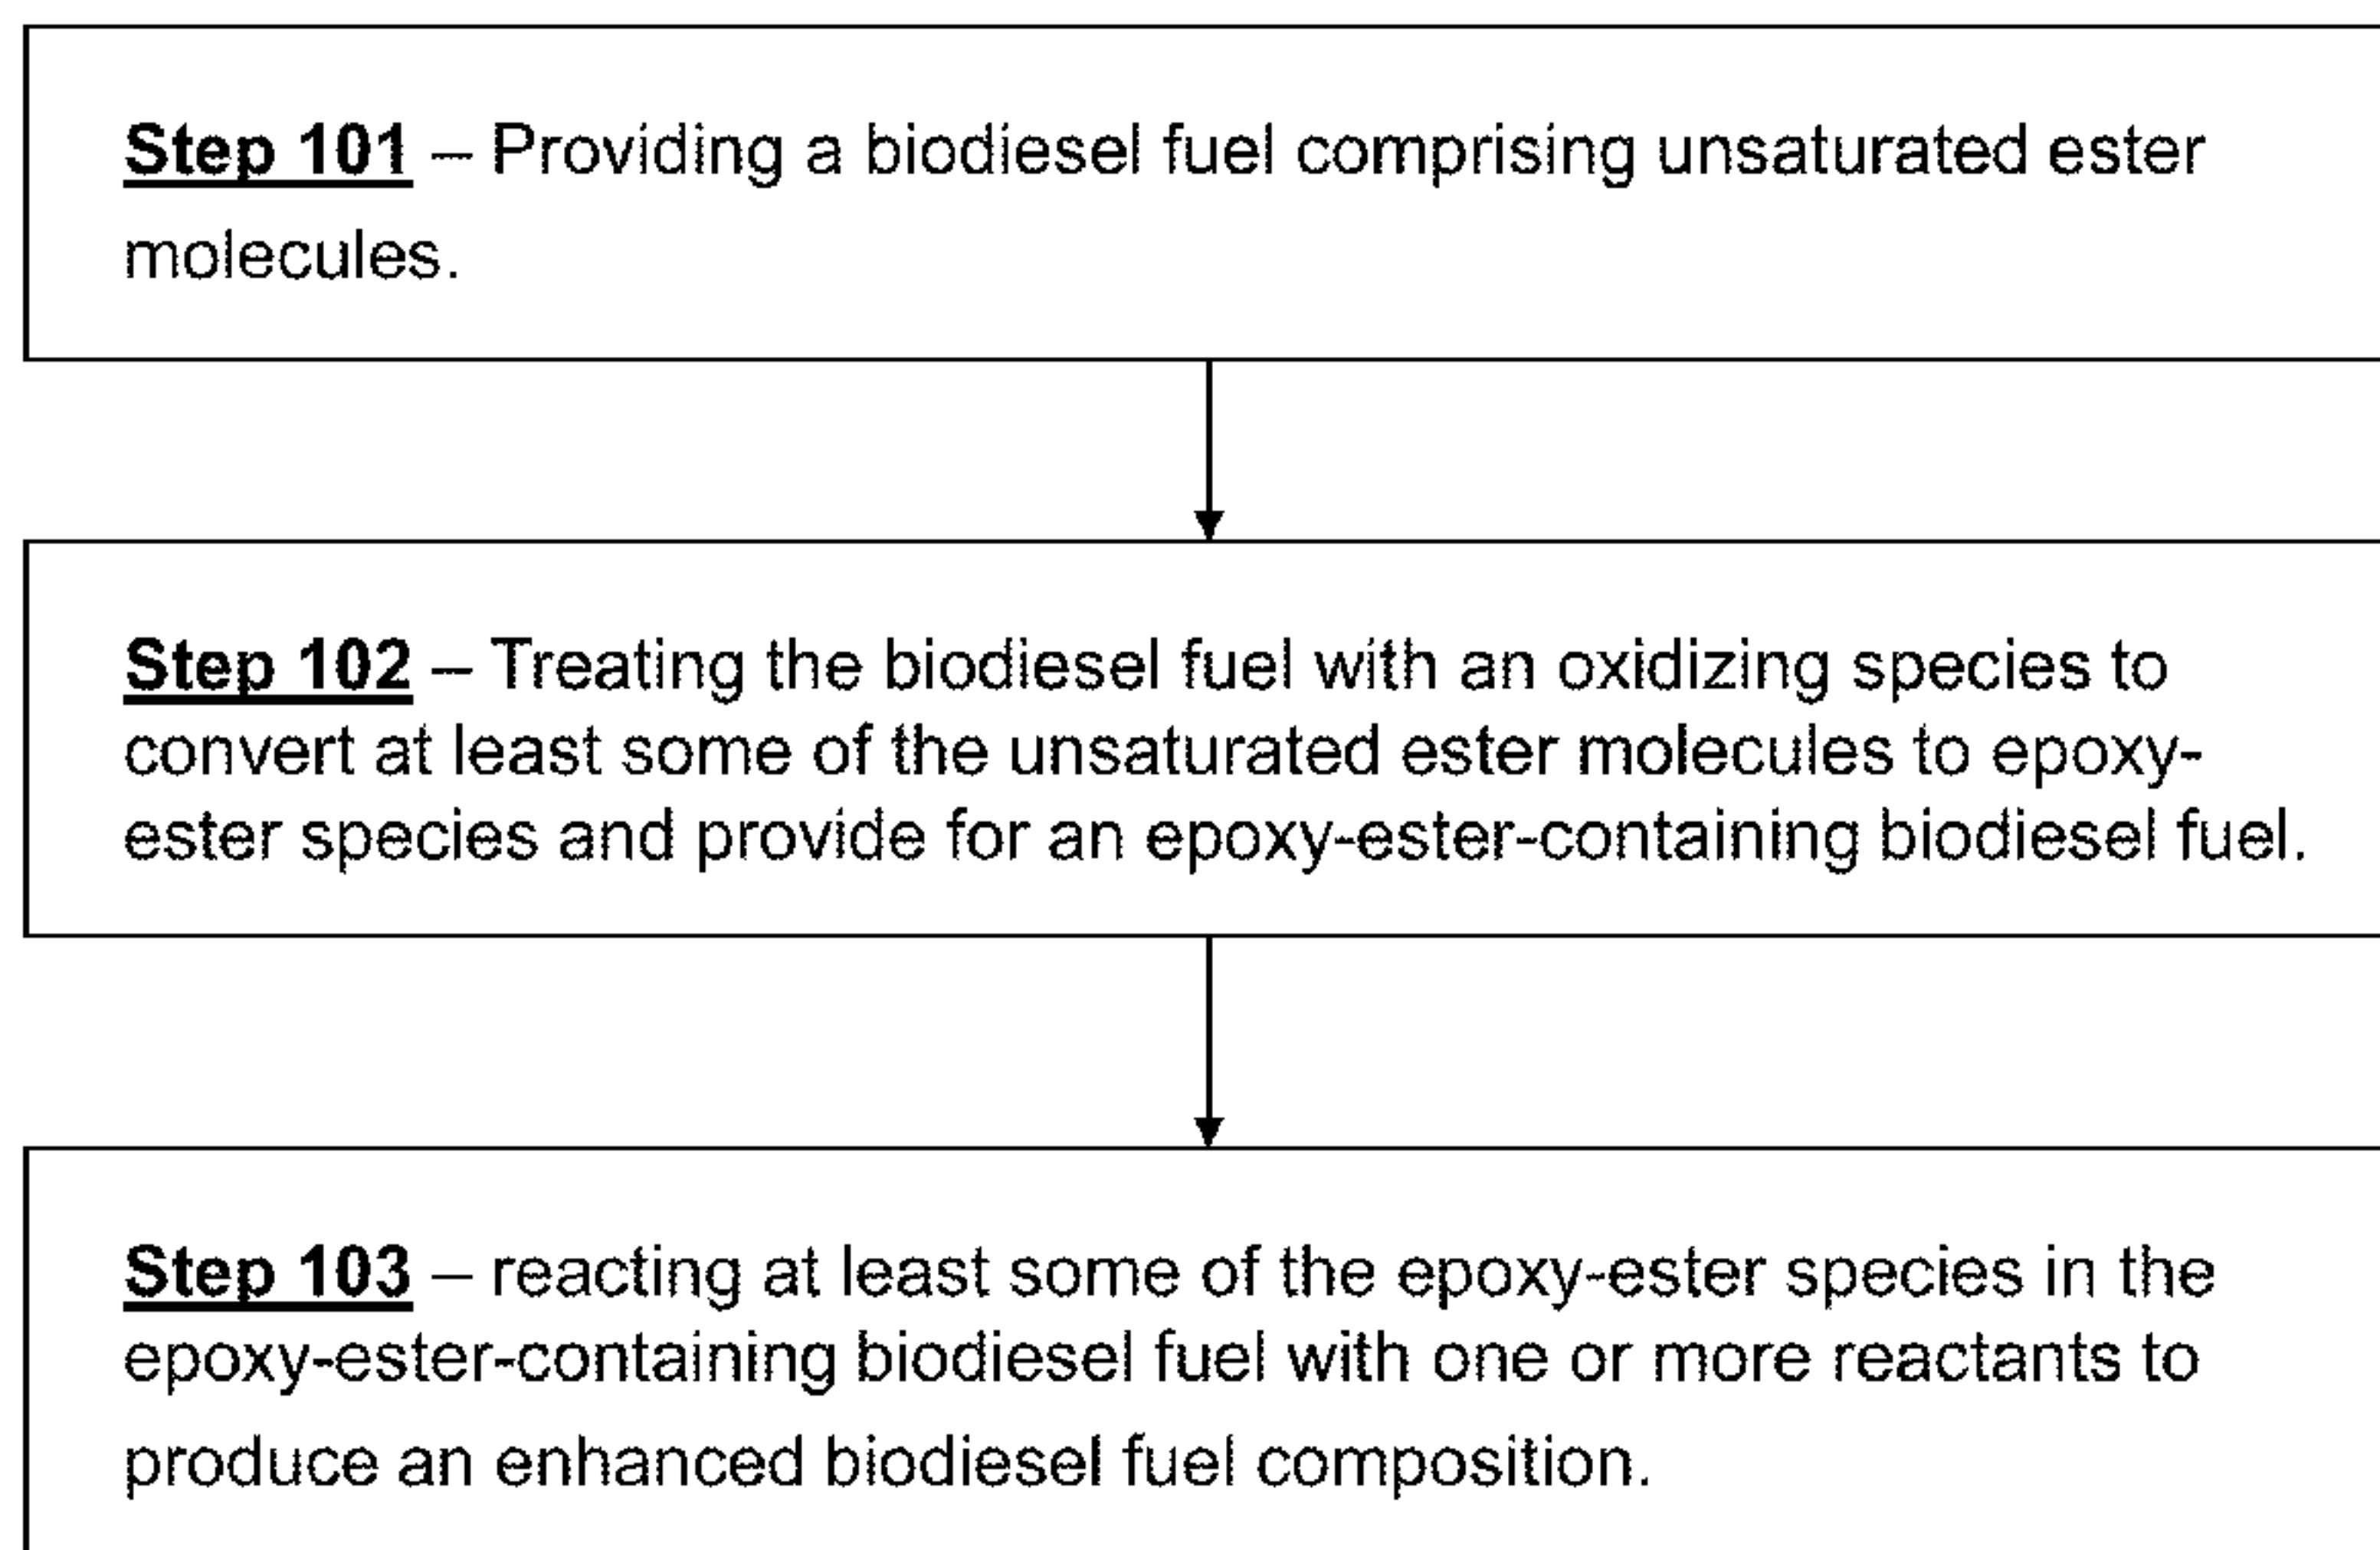 Step 101 – Providing a biodiesel fuel comprising unsaturated ester
molecules.
Step 102 – Treating the biodiesel fuel with an oxidizing species to
convert at least some of the unsaturated ester molecules to epoxy-
ester species and provide for an epoxy-ester-containing biodiesel fuel.
Step 103 – reacting at least some of the epoxy-ester species in the
epoxy-ester-containing biodiesel fuel with one or more reactants to
produce an enhanced biodiesel fuel composition.